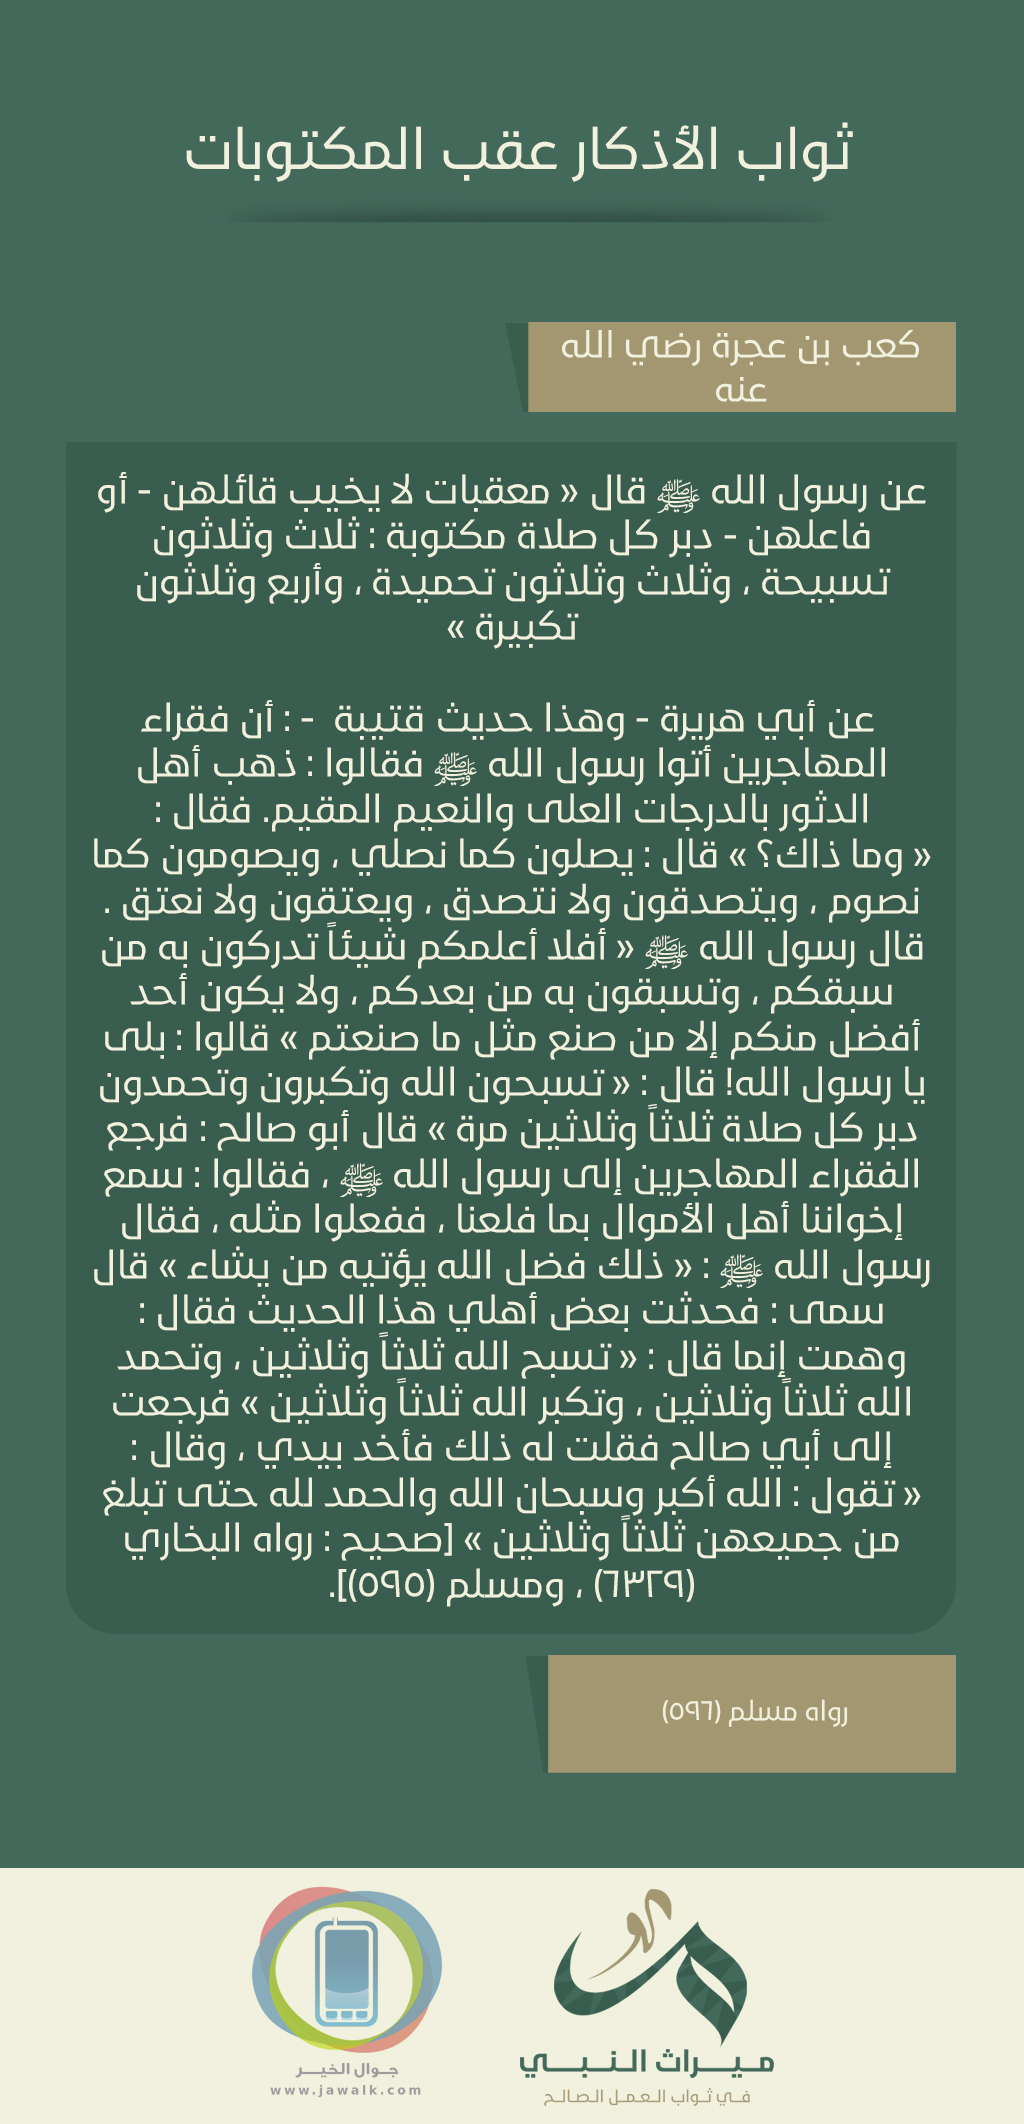 ثواب الأذكار عقب المكتوبات
كعب بن عجرة رضي الله
عنه
عن رسول الله ﷺ قال « معقبات لا يخيب قائلهن - أو
فاعلهن - دبر كل صلاة مكتوبة : ثلاث وثلاثون
تسبيحة ، وثلاث وثلاثون تحميدة ، وأربع وثلاثون
تكبيرة »
عن أبي هريرة - وهذا حديث قتيبة - : أن فقراء
المهاجرين أتوا رسول الله ﷺ فقالوا : ذهب أهل
الدثور بالدرجات العلى والنعيم المقيم. فقال :
« وما ذاك؟ » قال : يصلون كما نصلي ، ويصومون كما
نصوم ، ويتصدقون ولا نتصدق ، ويعتقون ولا نعتق .
قال رسول الله ﷺ « أفلا أعلمكم شيئاً تدركون به من
سبقكم ، وتسبقون به من بعدكم ، ولا يكون أحد
أفضل منكم إلا من صنع مثل ما صنعتم » قالوا : بلى
يا رسول الله! قال : « تسبحون الله وتكبرون وتحمدون
دبر كل صلاة ثلاثاً وثلاثين مرة » قال أبو صالح : فرجع
الفقراء المهاجرين إلى رسول الله ﷺ ، فقالوا : سمع
إخواننا أهل الأموال بما فلعنا ، ففعلوا مثله ، فقال
رسول الله ﷺ : « ذلك فضل الله يؤتيه من يشاء » قال
سمى : فحدثت بعض أهلي هذا الحديث فقال :
وهمت إنما قال : « تسبح الله ثلاثاً وثلاثين ، وتحمد
الله ثلاثاً وثلاثين ، وتكبر الله ثلاثاً وثلاثين » فرجعت
إلى أبي صالح فقلت له ذلك فأخد بيدي ، وقال :
« تقول : الله أكبر وسبحان الله والحمد لله حتى تبلغ
من جميعهن ثلاثاً وثلاثين » [صحيح : رواه البخاري
(٦٣٢٩) ، ومسلم (٥٩٥)].
رواه مسلم (٥٩٦)
ميراث النبي
في ثواب العمل الصالح
جوال الخير
www.jawalk.com